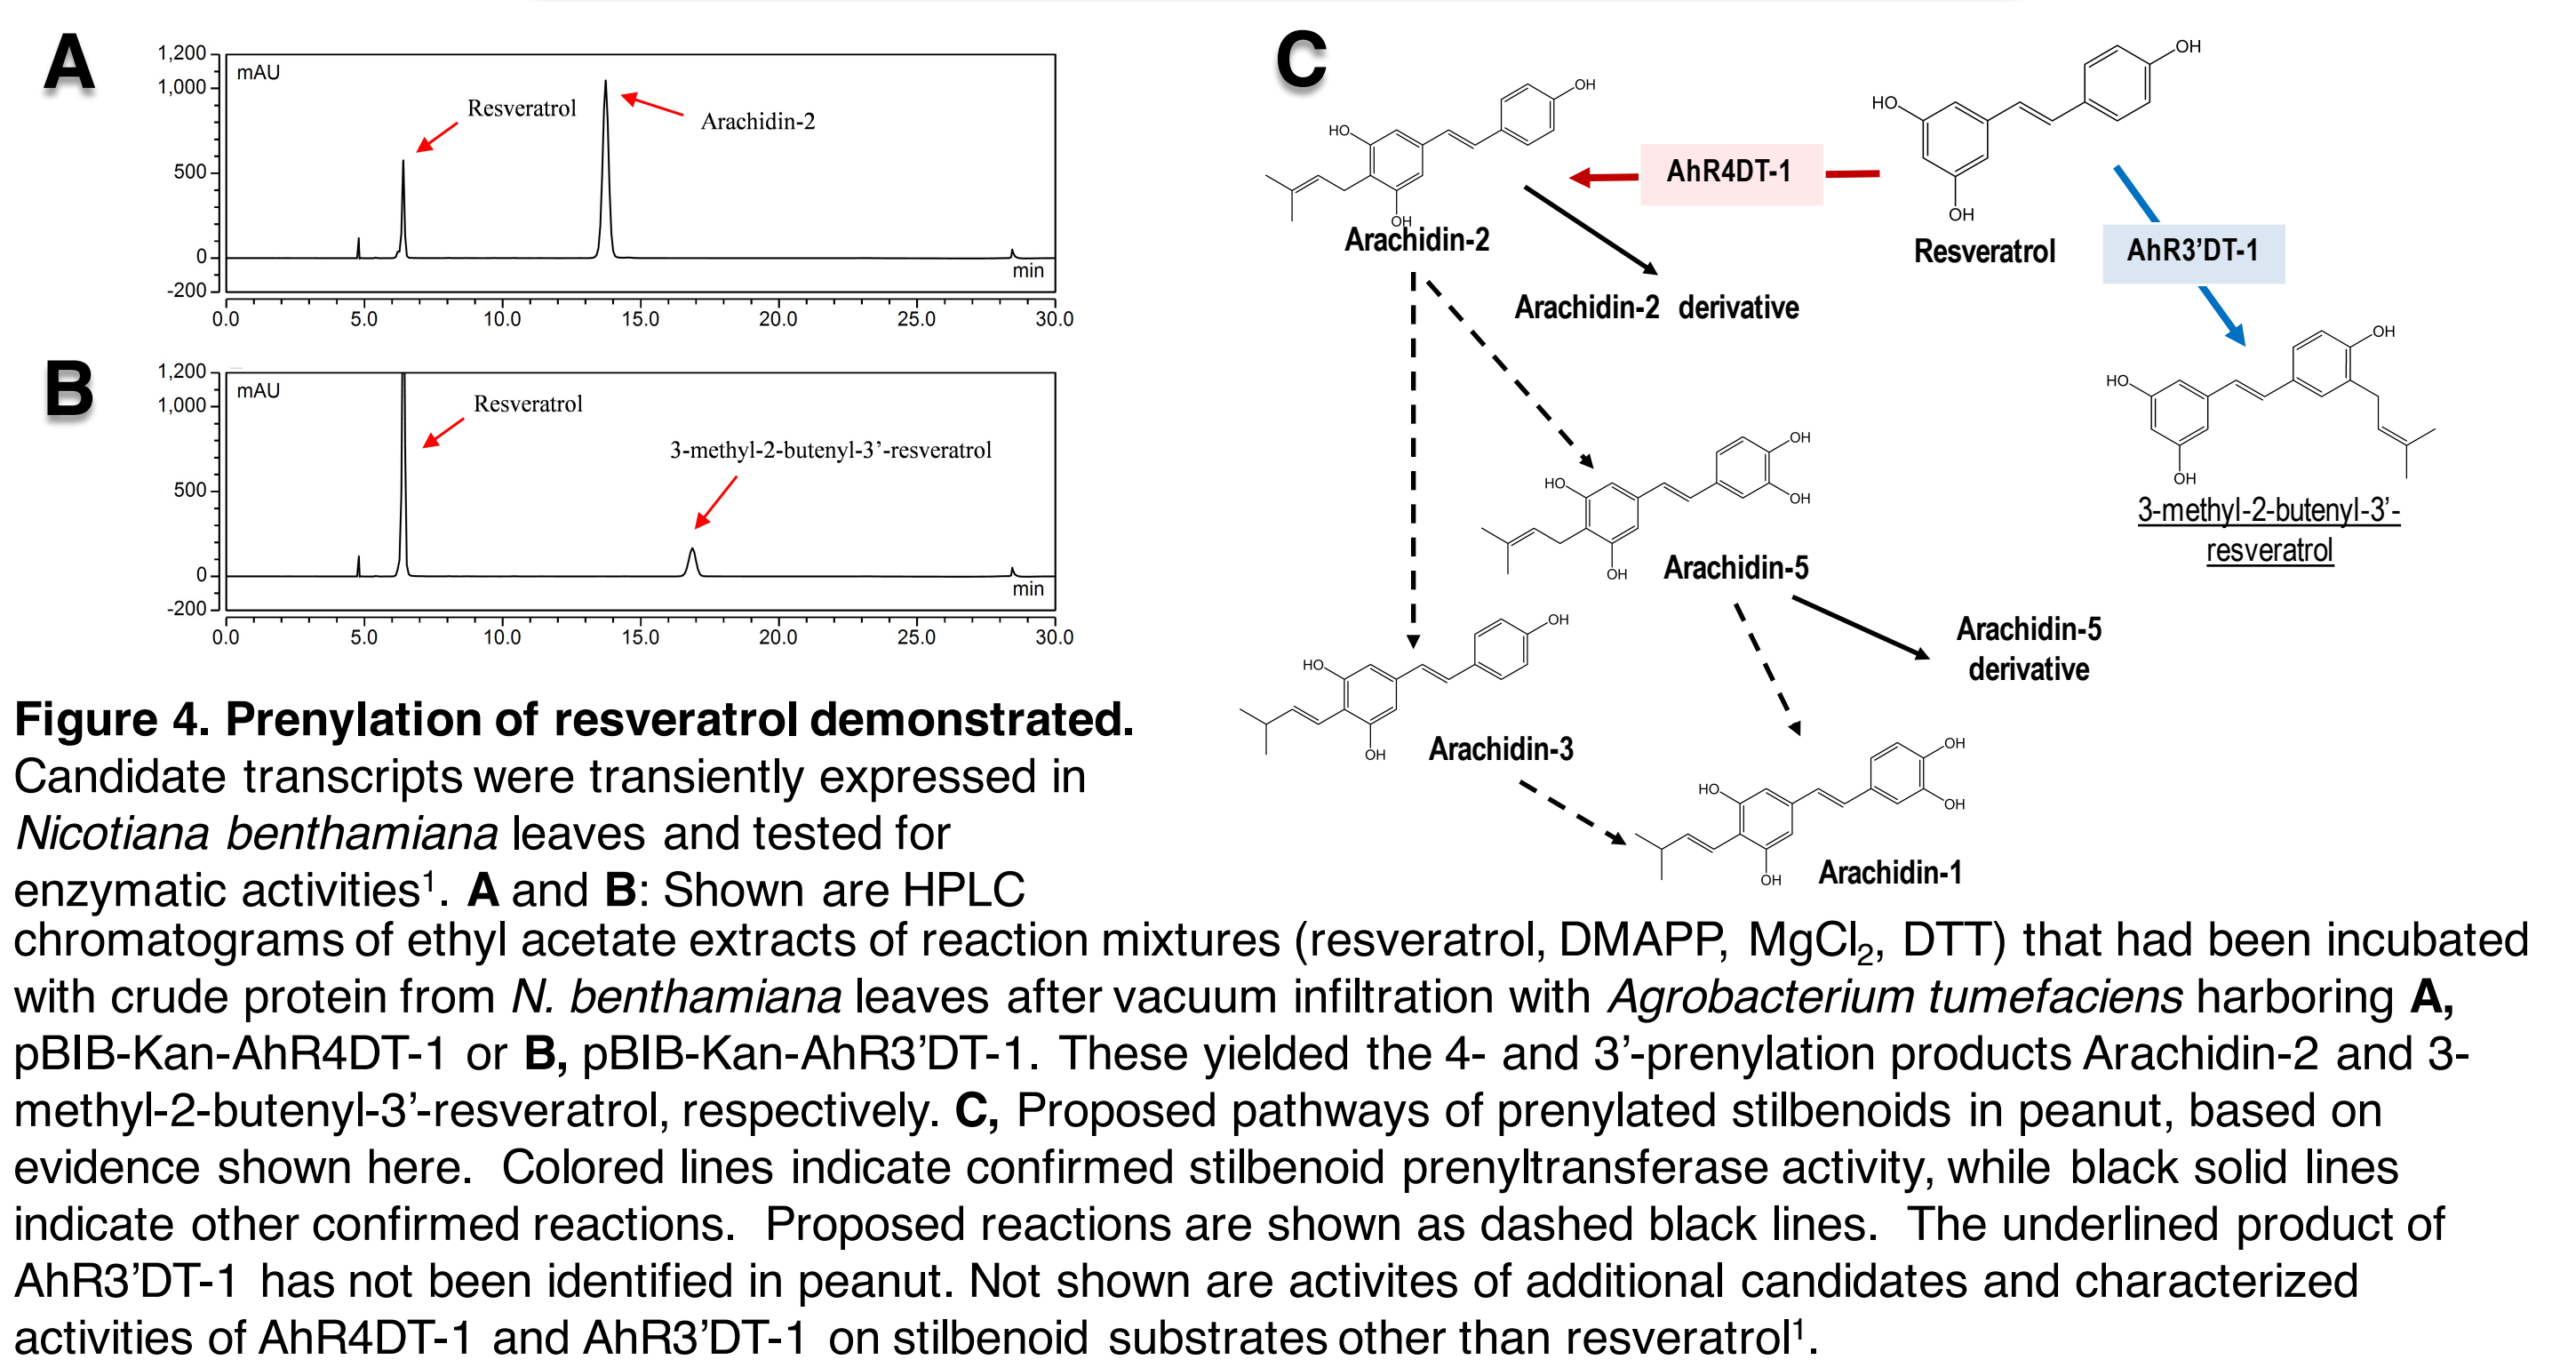 A
1,200
1,000
500
0
-200
mAU
Resveratrol
Arachidin-2
min
0.0 5.0 10.0 15.0 20.0 25.0 30.0
B
1,200
1,000
500
0
-200
mAU
Resveratrol
3-methyl-2-butenyl-3’-resveratrol
min
0.0 5.0 10.0 15.0 20.0 25.0 30.0
C
OH
HO
OH
Arachidin-2
AhR4DT-1
OH
HO
OH
Resveratrol
AhR3’DT-1
Arachidin-2 derivative
OH
HO
OH
3-methyl-2-butenyl-3’-
resveratrol
OH
OH
HO
OH
Arachidin-5
Arachidin-5
derivative
OH
HO
OH
Arachidin-3
OH
OH
HO
OH
Arachidin-1
Figure 4. Prenylation of resveratrol demonstrated.
Candidate transcripts were transiently expressed in
Nicotiana benthamiana leaves and tested for
enzymatic activities¹. A and B: Shown are HPLC
chromatograms of ethyl acetate extracts of reaction mixtures (resveratrol, DMAPP, MgCl₂, DTT) that had been incubated
with crude protein from N. benthamiana leaves after vacuum infiltration with Agrobacterium tumefaciens harboring A,
pBIB-Kan-AhR4DT-1 or B, pBIB-Kan-AhR3’DT-1. These yielded the 4- and 3’-prenylation products Arachidin-2 and 3-
methyl-2-butenyl-3’-resveratrol, respectively. C, Proposed pathways of prenylated stilbenoids in peanut, based on
evidence shown here. Colored lines indicate confirmed stilbenoid prenyltransferase activity, while black solid lines
indicate other confirmed reactions. Proposed reactions are shown as dashed black lines. The underlined product of
AhR3’DT-1 has not been identified in peanut. Not shown are activites of additional candidates and characterized
activities of AhR4DT-1 and AhR3’DT-1 on stilbenoid substrates other than resveratrol¹.